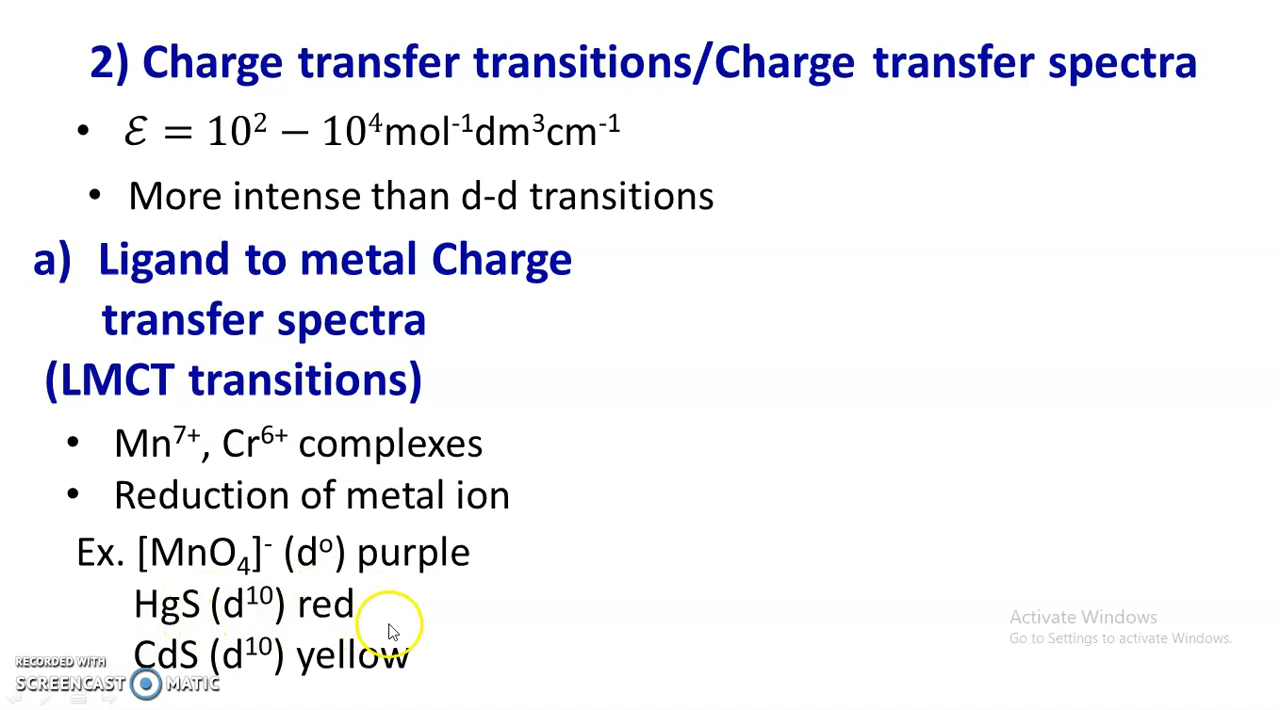 2) Charge transfer transitions/Charge transfer spectra
• ℰ = 10² − 10⁴mol⁻¹dm³cm⁻¹
• More intense than d-d transitions
a) Ligand to metal Charge
transfer spectra
(LMCT transitions)
• Mn⁷⁺, Cr⁶⁺ complexes
• Reduction of metal ion
Ex. [MnO₄]⁻ (dᵒ) purple
HgS (d¹⁰) red
CdS (d¹⁰) yellow
Activate Windows
Go to Settings to activate Windows.
RECORDED WITH
SCREENCAST MATIC